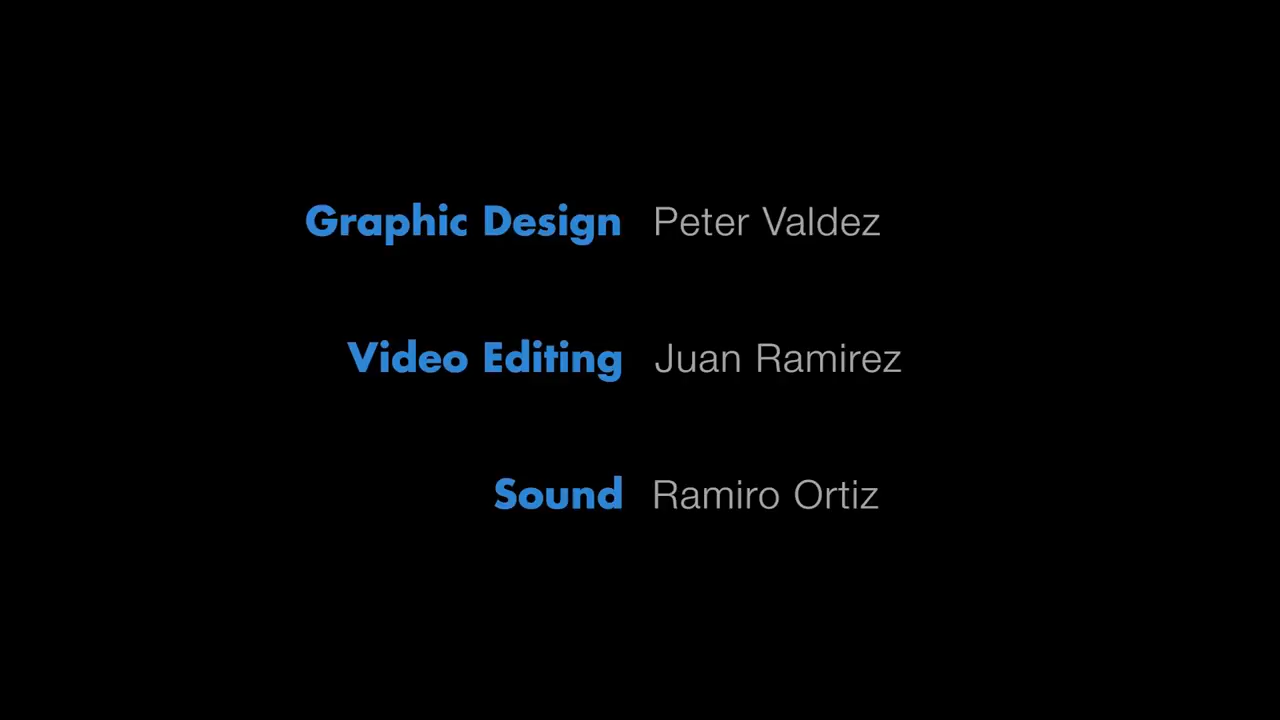 Graphic Design Peter Valdez
Video Editing Juan Ramirez
Sound Ramiro Ortiz